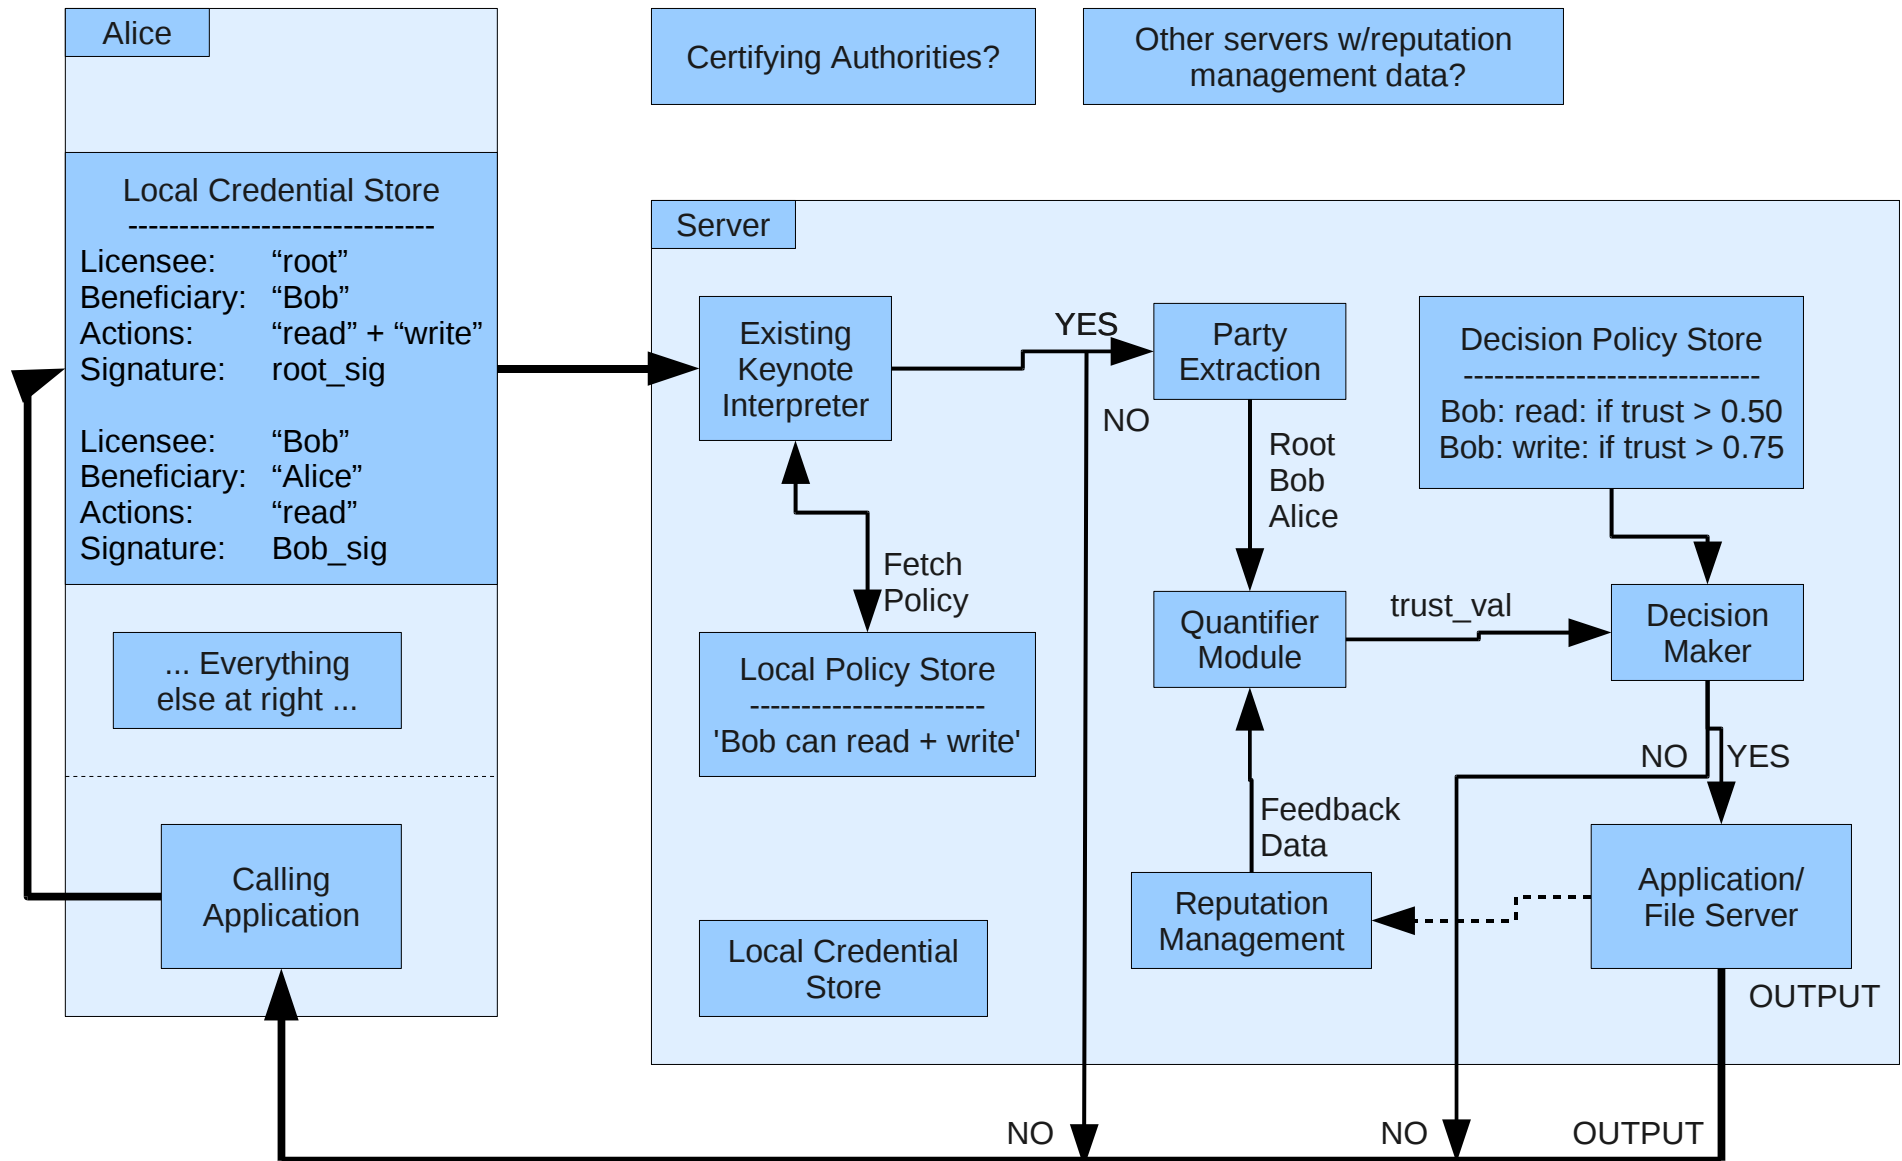 Alice
Certifying Authorities?
Other servers w/reputation
management data?
Local Credential Store
------------------------------
Licensee: “root”
Beneficiary: “Bob”
Actions: “read” + “write”
Signature: root_sig
Licensee: “Bob”
Beneficiary: “Alice”
Actions: “read”
Signature: Bob_sig
... Everything
else at right ...
Calling
Application
Server
Existing
Keynote
Interpreter
YES
NO
Party
Extraction
Root
Bob
Alice
Decision Policy Store
-----------------------------
Bob: read: if trust > 0.50
Bob: write: if trust > 0.75
Fetch
Policy
Local Policy Store
-----------------------
'Bob can read + write'
Quantifier
Module
trust_val
Decision
Maker
NO
YES
Feedback
Data
Reputation
Management
Application/
File Server
Local Credential
Store
OUTPUT
NO
NO
OUTPUT